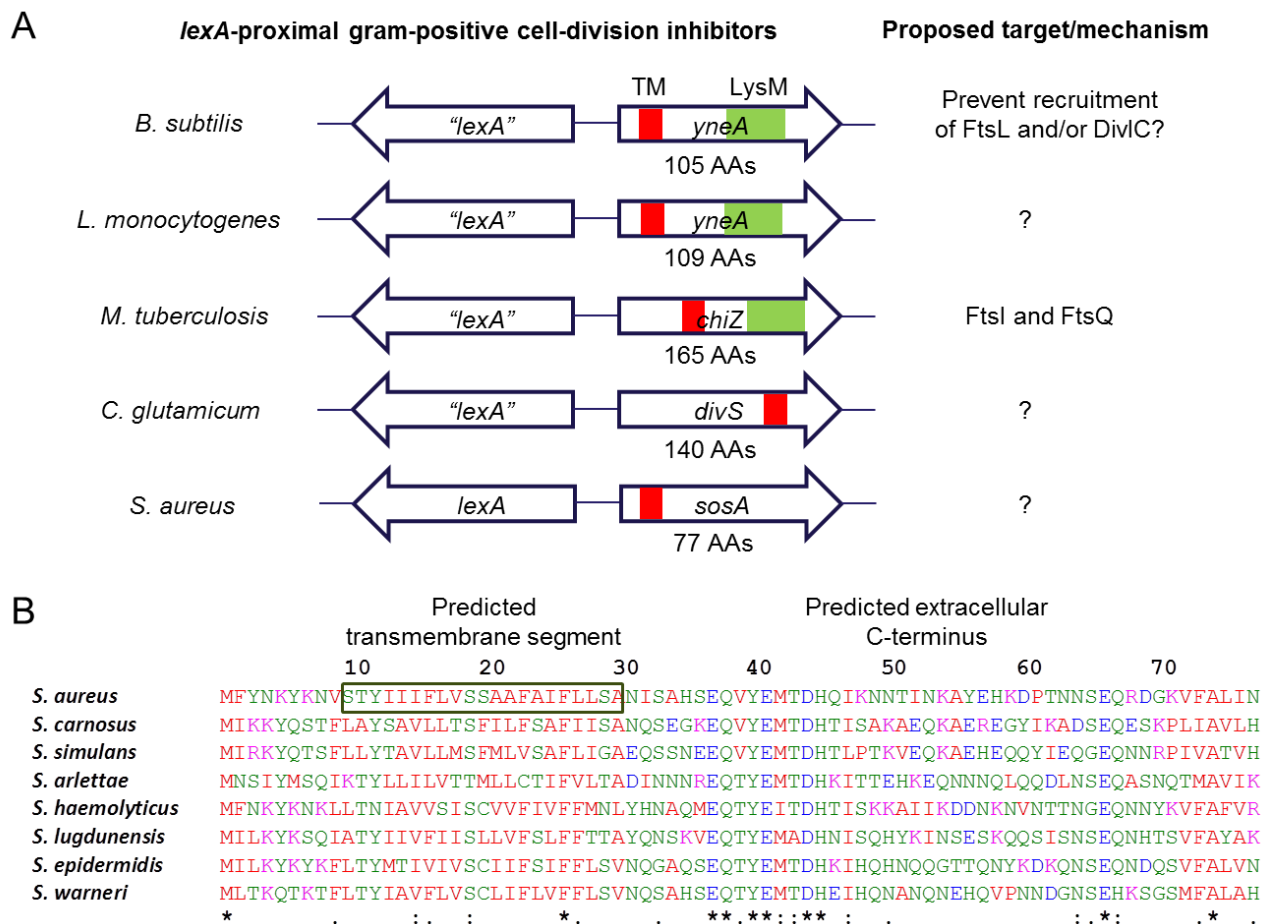 A
lexA-proximal gram-positive cell-division inhibitors
Proposed target/mechanism
TM
LysM
B. subtilis
“lexA”
yneA
105 AAs
Prevent recruitment
of FtsL and/or DivIC?
L. monocytogenes
“lexA”
yneA
109 AAs
?
M. tuberculosis
“lexA”
chiZ
165 AAs
FtsI and FtsQ
C. glutamicum
“lexA”
divS
140 AAs
?
S. aureus
lexA
sosA
77 AAs
?
B
Predicted
transmembrane segment
Predicted extracellular
C-terminus
10 20 30 40 50 60 70
S. aureus MFYNKYKNVSTYIIIFLVSSAAFAIFLLSANISAHSEQVYEMTDHQIKNNTINKAYEHKDPTNNSEQRDGKVFALIN
S. carnosus MIKKYQSTFLAYSAVLLTSFILFSAFIISANQSEGKEQVYEMTDHTISAKAEQKAEREGYIKADSEQESKPLIAVLH
S. simulans MIRKYQTSFLLYTAVLLMSFMLVSAFLIGAEQSSNEEQVYEMTDHTLPTKVEQKAEHEQQYIEQGEQNNRPIVATVH
S. arlettae MNSIYMSQIKTYLLILVTTMLLCTIFVLTADINNNREQTYEMTDHKITTEHKEQNNNQLQQDLNSEQASNQTMAVIK
S. haemolyticus MFNKYKNKLLTNIAVVSISCVVFIVFFMNLYHNAQMEQTYEITDHTISKKAIIKDDNKNVNTTNGEQNNYKVFAFVR
S. lugdunensis MILKYKSQIATYIIVFIISLLVFSLFFTTAYQNSKVEQTYEMADHNISQHYKINSESKQQSISNSEQNHTSVFAYAK
S. epidermidis MILKYKYKFLTYMTIVIVSCIIFSIFFLSVNQGAQSEQTYEMTDHKIHQHNQQGTTQNYKDKQNSEQNDQSVFALVN
S. warneri MLTKQTKTFLTYIAVFLVSCLIFLVFFLSVNQSAHSEQTYEMTDHEIHQNANQNEHQVPNNDGNSEHKSGSMFALAH
* . : : : * . ** ** : : ** . : : * : * .